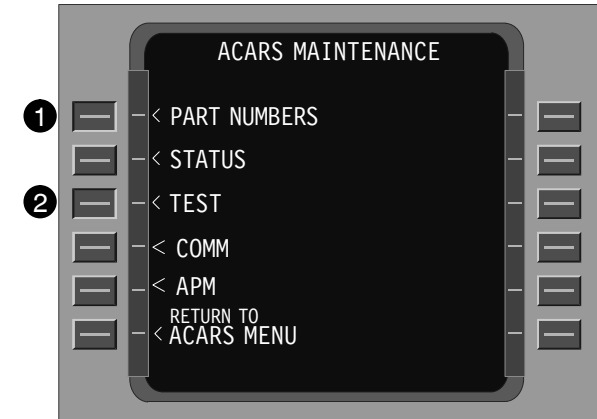 ACARS MAINTENANCE
1 < PART NUMBERS
< STATUS
2 < TEST
< COMM
< APM
RETURN TO
< ACARS MENU